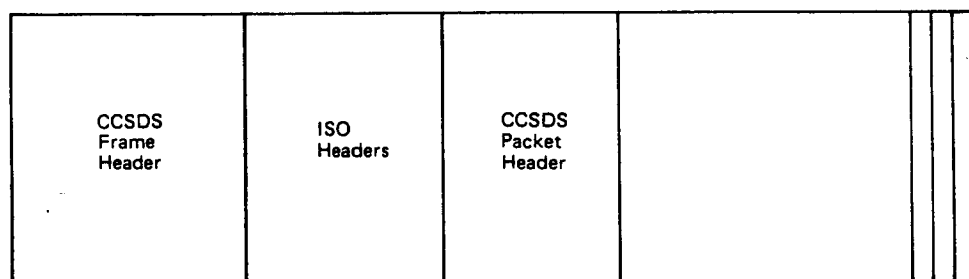 CCSDS
Frame
Header
ISO
Headers
CCSDS
Packet
Header